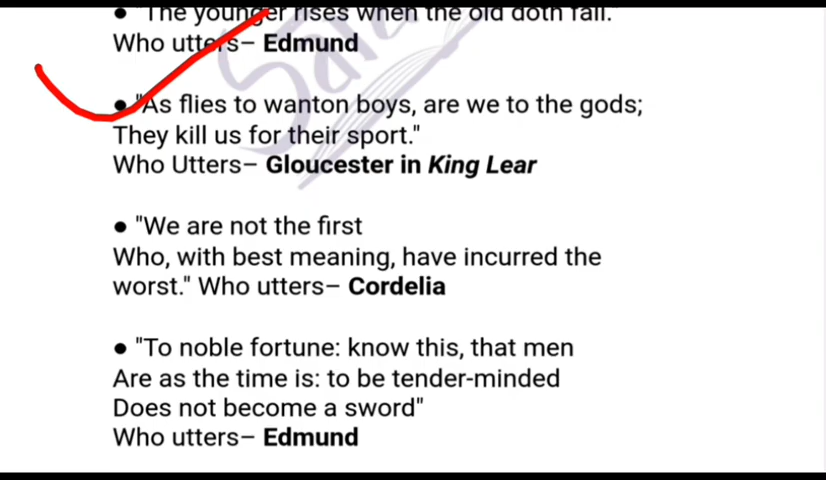 ● "The younger rises when the old doth fall."
Who utters– Edmund
● "As flies to wanton boys, are we to the gods;
They kill us for their sport."
Who Utters– Gloucester in King Lear
● "We are not the first
Who, with best meaning, have incurred the
worst." Who utters– Cordelia
● "To noble fortune: know this, that men
Are as the time is: to be tender-minded
Does not become a sword"
Who utters– Edmund